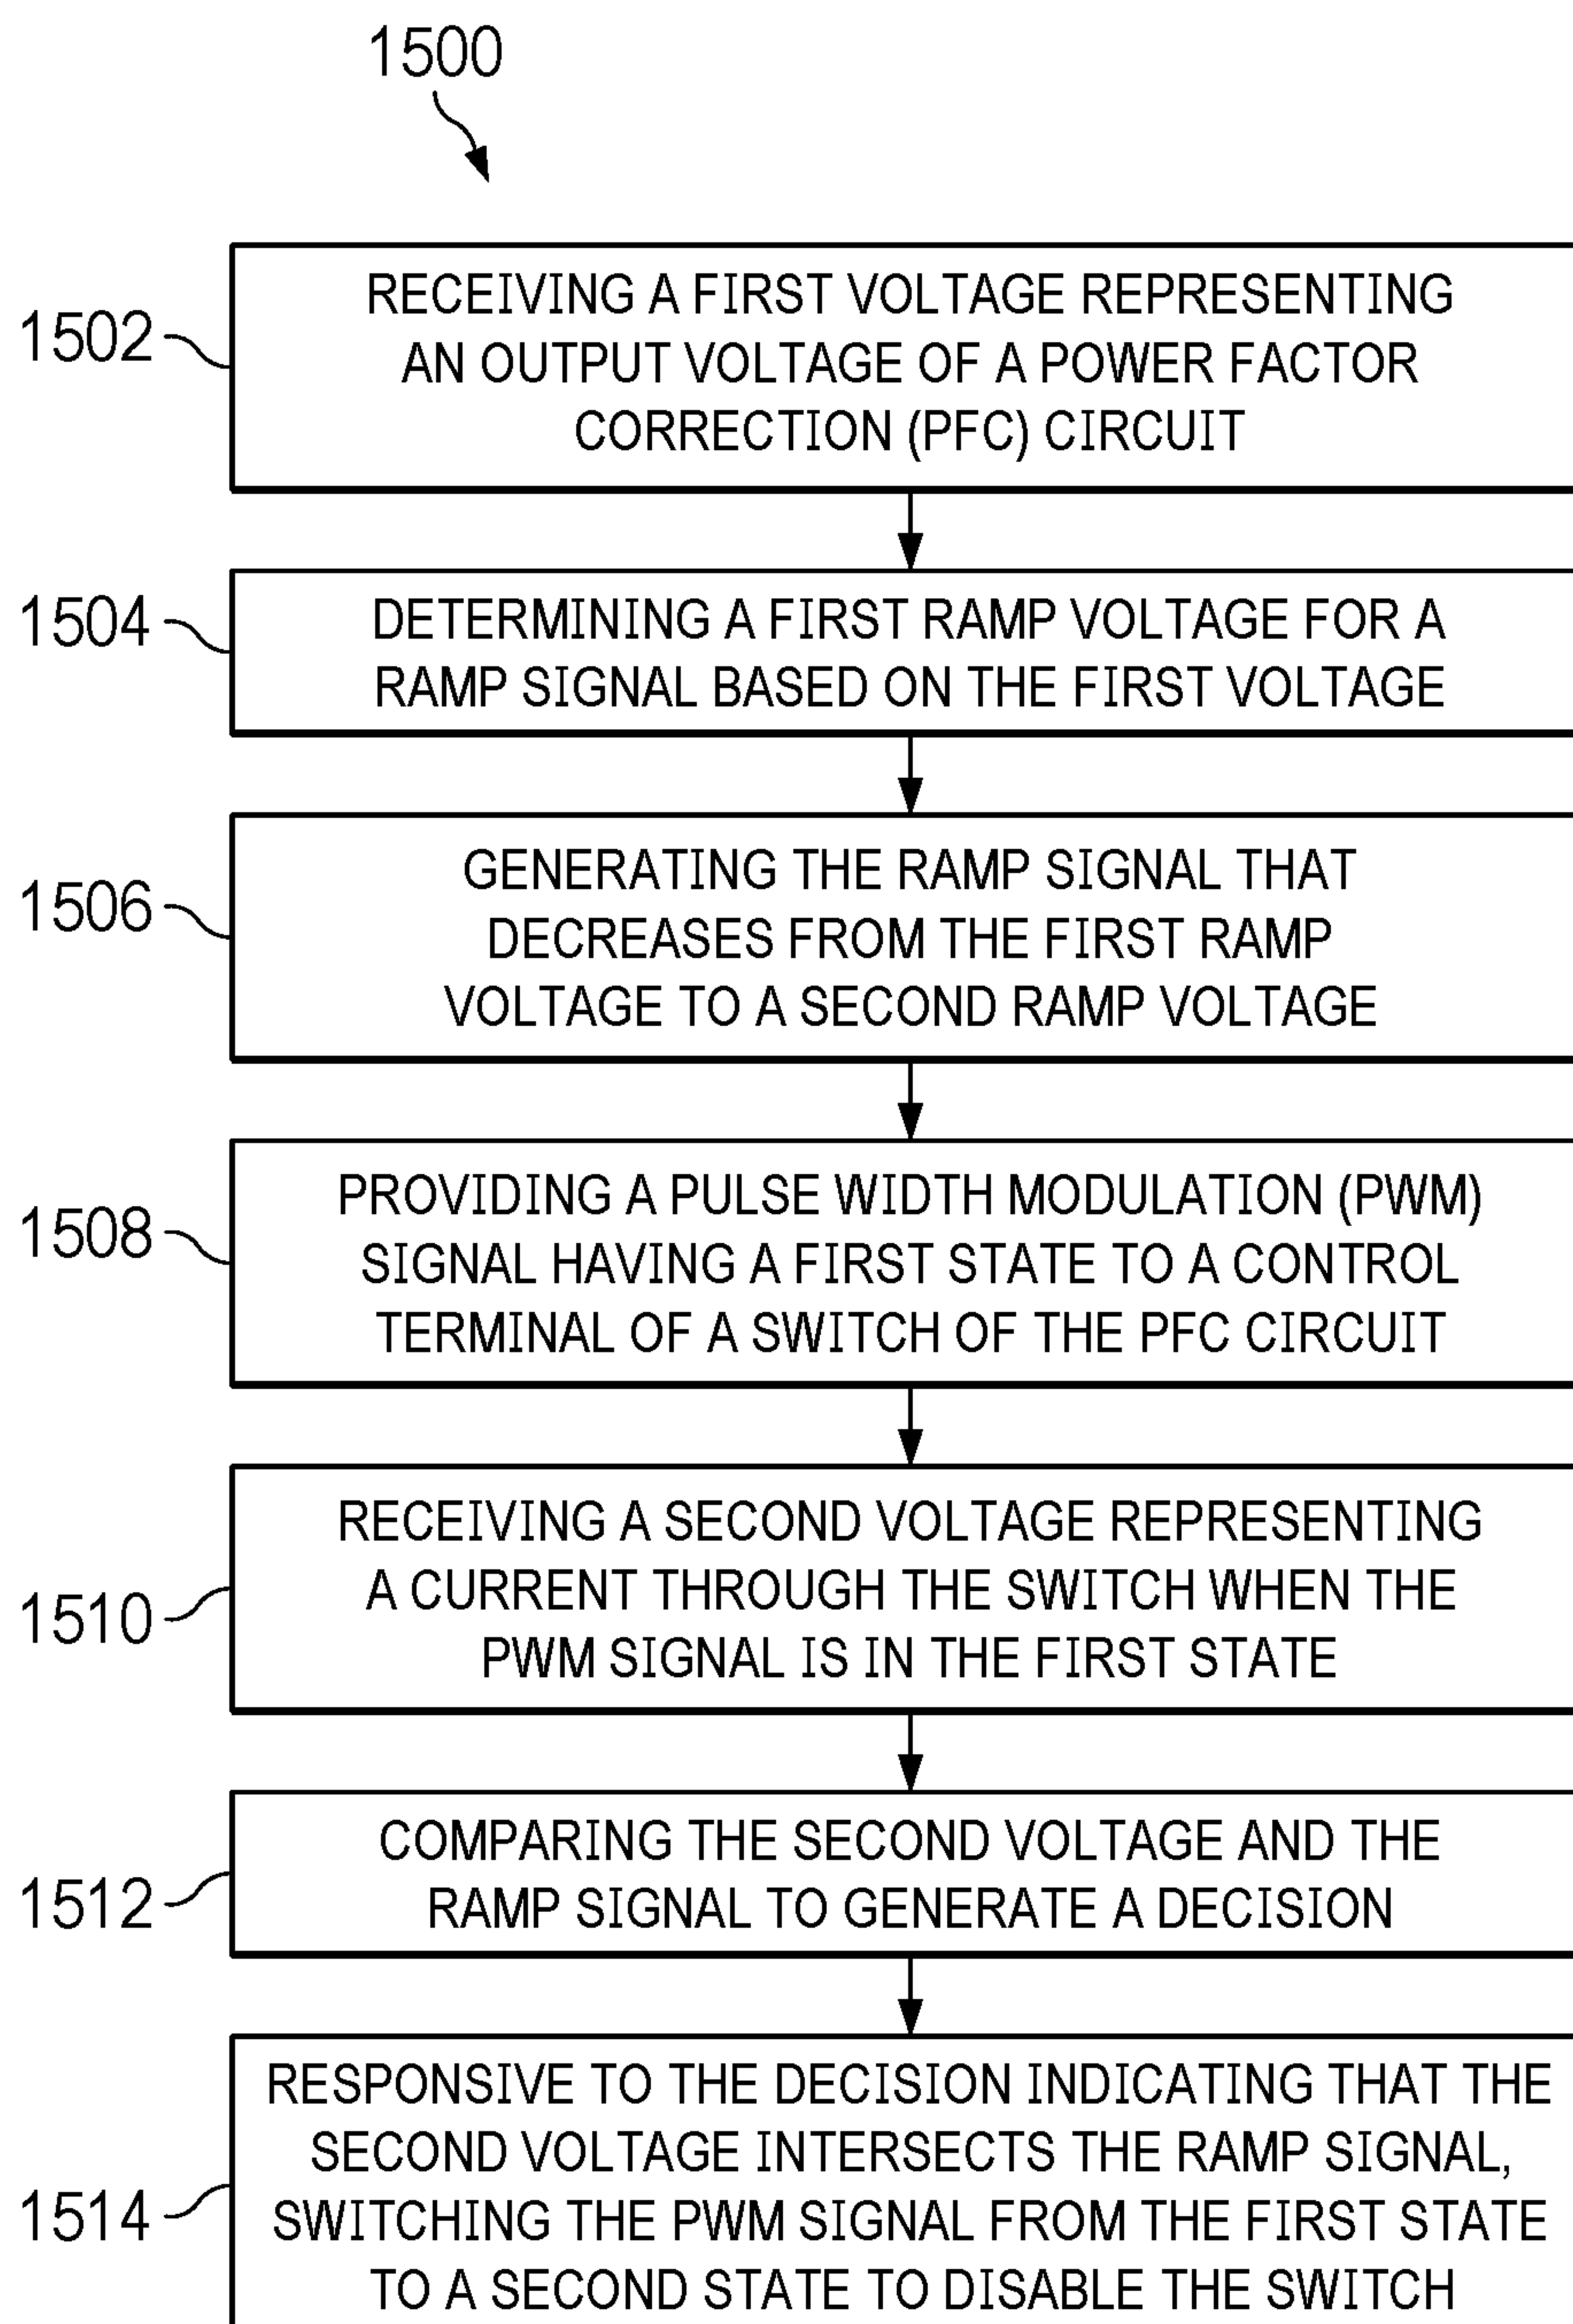 1500
1502
RECEIVING A FIRST VOLTAGE REPRESENTING
AN OUTPUT VOLTAGE OF A POWER FACTOR
CORRECTION (PFC) CIRCUIT
1504
DETERMINING A FIRST RAMP VOLTAGE FOR A
RAMP SIGNAL BASED ON THE FIRST VOLTAGE
1506
GENERATING THE RAMP SIGNAL THAT
DECREASES FROM THE FIRST RAMP
VOLTAGE TO A SECOND RAMP VOLTAGE
1508
PROVIDING A PULSE WIDTH MODULATION (PWM)
SIGNAL HAVING A FIRST STATE TO A CONTROL
TERMINAL OF A SWITCH OF THE PFC CIRCUIT
1510
RECEIVING A SECOND VOLTAGE REPRESENTING
A CURRENT THROUGH THE SWITCH WHEN THE
PWM SIGNAL IS IN THE FIRST STATE
1512
COMPARING THE SECOND VOLTAGE AND THE
RAMP SIGNAL TO GENERATE A DECISION
1514
RESPONSIVE TO THE DECISION INDICATING THAT THE
SECOND VOLTAGE INTERSECTS THE RAMP SIGNAL,
SWITCHING THE PWM SIGNAL FROM THE FIRST STATE
TO A SECOND STATE TO DISABLE THE SWITCH